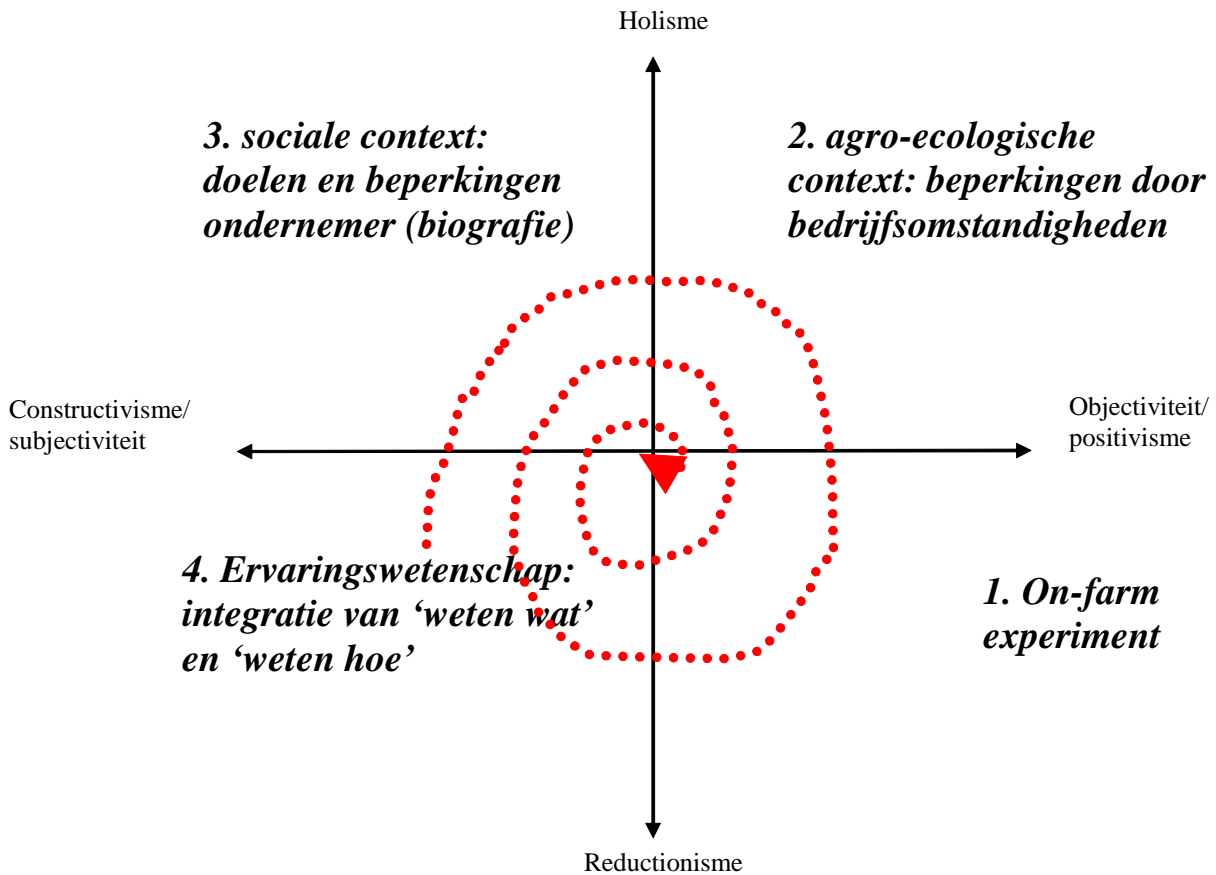 Holisme
3. sociale context:
doelen en beperkingen
ondernemer (biografie)
2. agro-ecologische
context: beperkingen door
bedrijfsomstandigheden
Constructivisme/
subjectiviteit
Objectiviteit/
positivisme
4. Ervaringswetenschap:
integratie van ‘weten wat’
en ‘weten hoe’
1. On-farm
experiment
Reductionisme